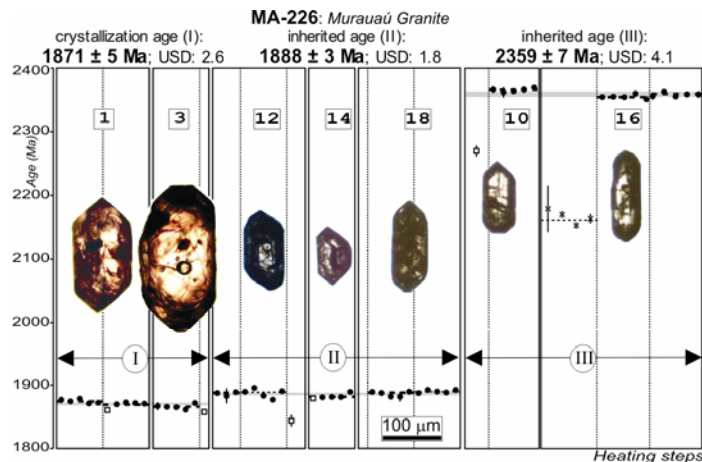 MA-226: Murauaú Granite
crystallization age (I): inherited age (II): inherited age (III):
1871 ± 5 Ma; USD: 2.6 1888 ± 3 Ma; USD: 1.8 2359 ± 7 Ma; USD: 4.1
2400
2300
2200
2100
2000
1900
1800
Age (Ma)
1 3 12 14 18 10 16
I II III
100 µm
Heating steps